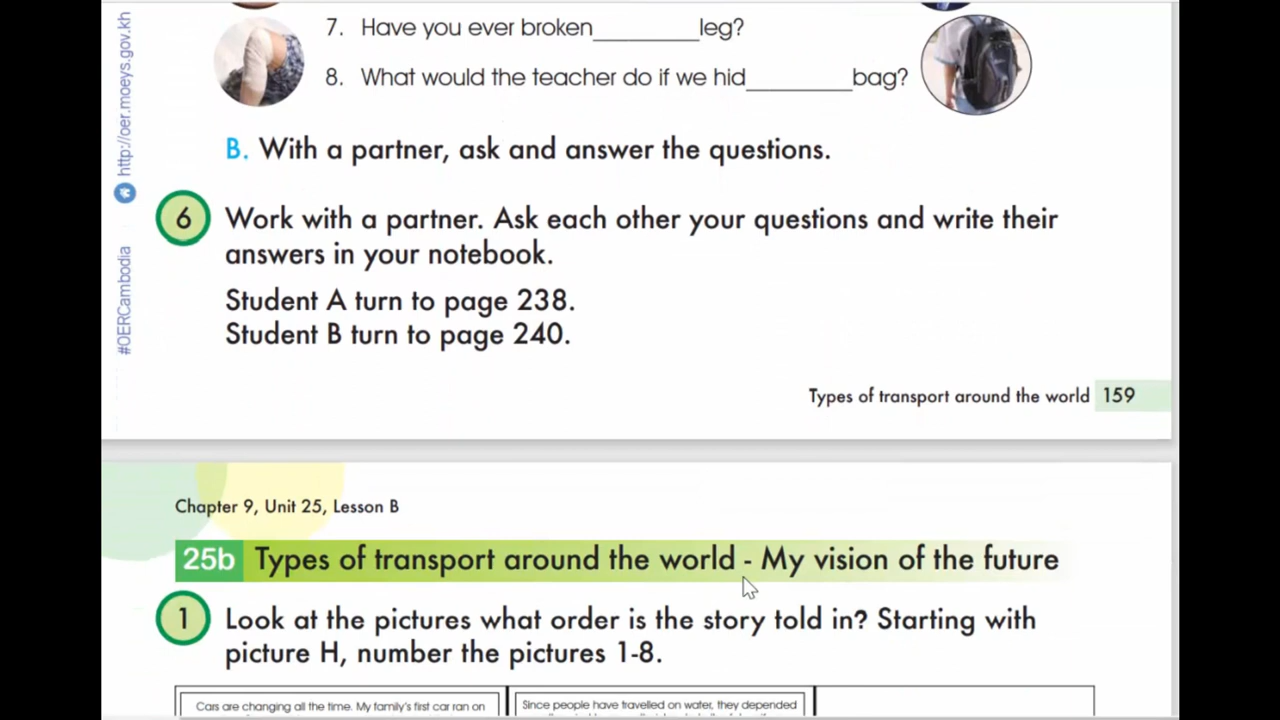 7. Have you ever broken________leg?
8. What would the teacher do if we hid________bag?
B. With a partner, ask and answer the questions.
6 Work with a partner. Ask each other your questions and write their
answers in your notebook.
Student A turn to page 238.
Student B turn to page 240.
#OERCambodia http://oer.moeys.gov.kh
Types of transport around the world 159
Chapter 9, Unit 25, Lesson B
25b Types of transport around the world - My vision of the future
1 Look at the pictures what order is the story told in? Starting with
picture H, number the pictures 1-8.
Cars are changing all the time. My family's first car ran on
Since people have travelled on water, they depended